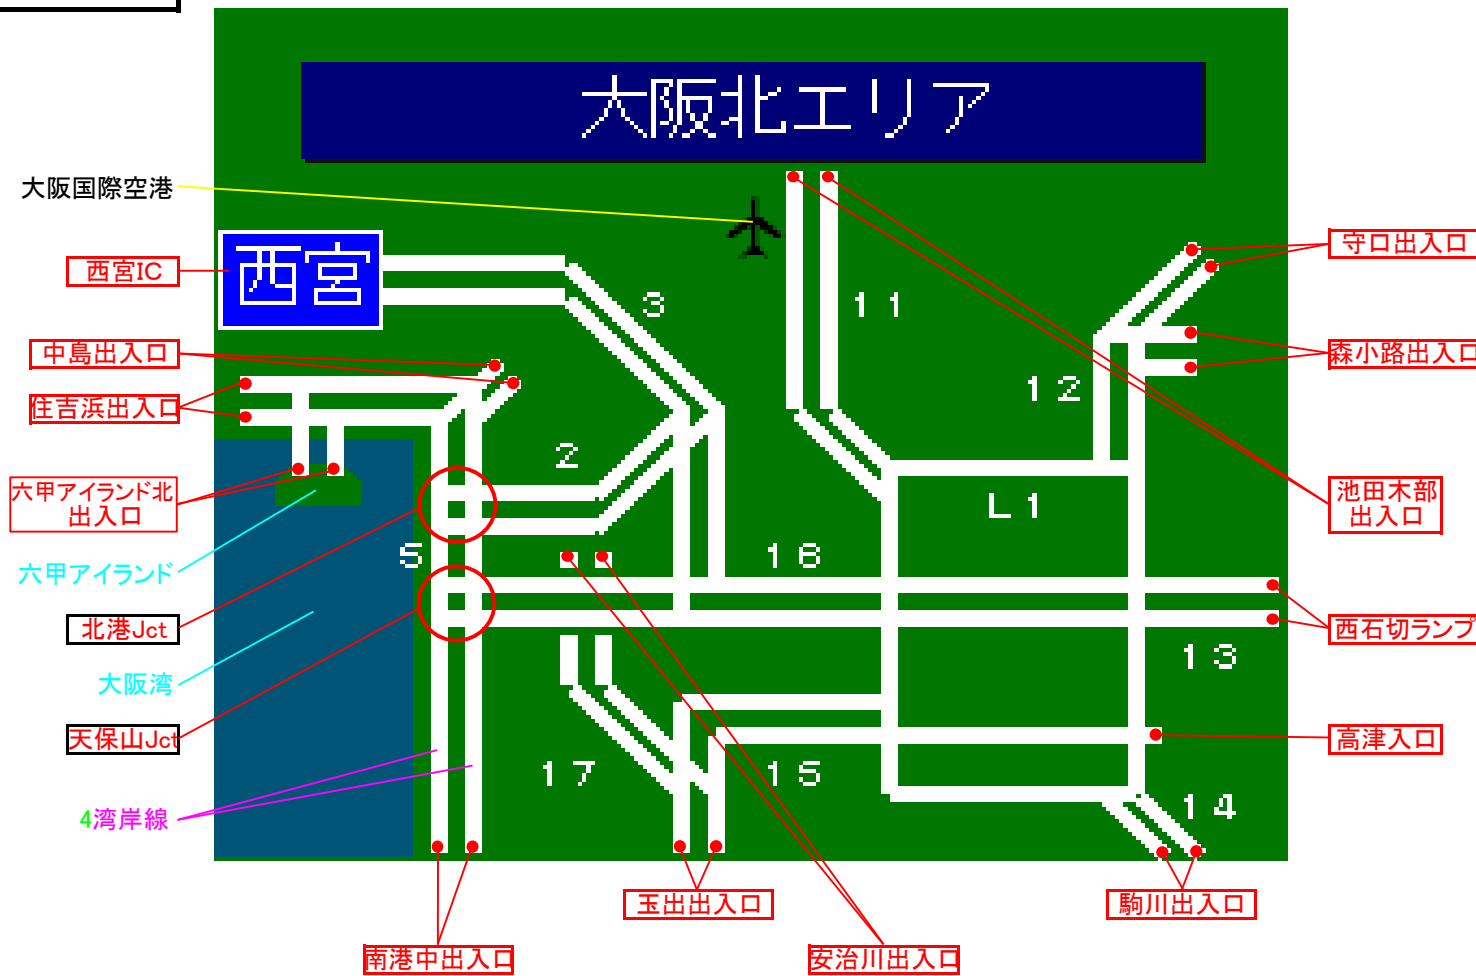 大阪北エリア
大阪国際空港
西宮
守口出入口
西宮IC
3
11
中島出入口
森小路出入口
12
住吉浜出入口
2
六甲アイランド北
出入口
L1
池田木部
出入口
5
16
六甲アイランド
北港Jct
西石切ランプ
13
大阪湾
天保山Jct
高津入口
17
15
14
4湾岸線
玉出出入口
駒川出入口
南港中出入口
安治川出入口